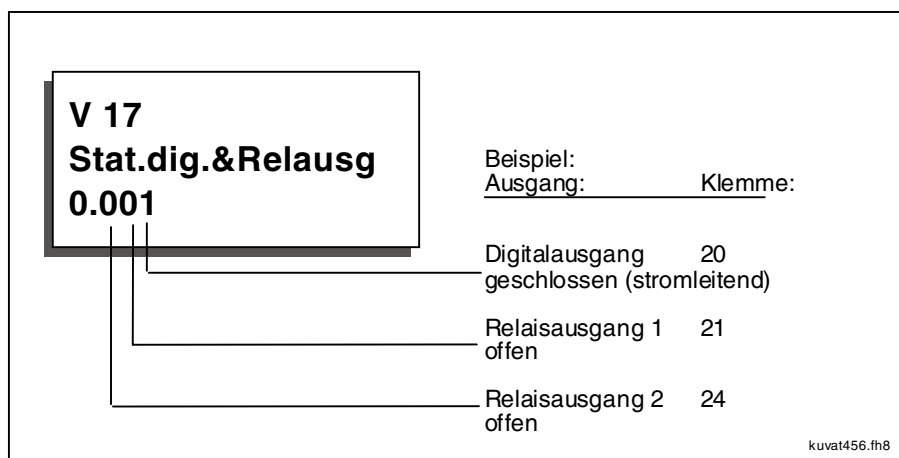 V 17
Stat.dig.&Relausg
0.001
Beispiel:
Ausgang: Klemme:
Digitalausgang 20
geschlossen (stromleitend)
Relaisausgang 1 21
offen
Relaisausgang 2 24
offen
kuvat456.fh8